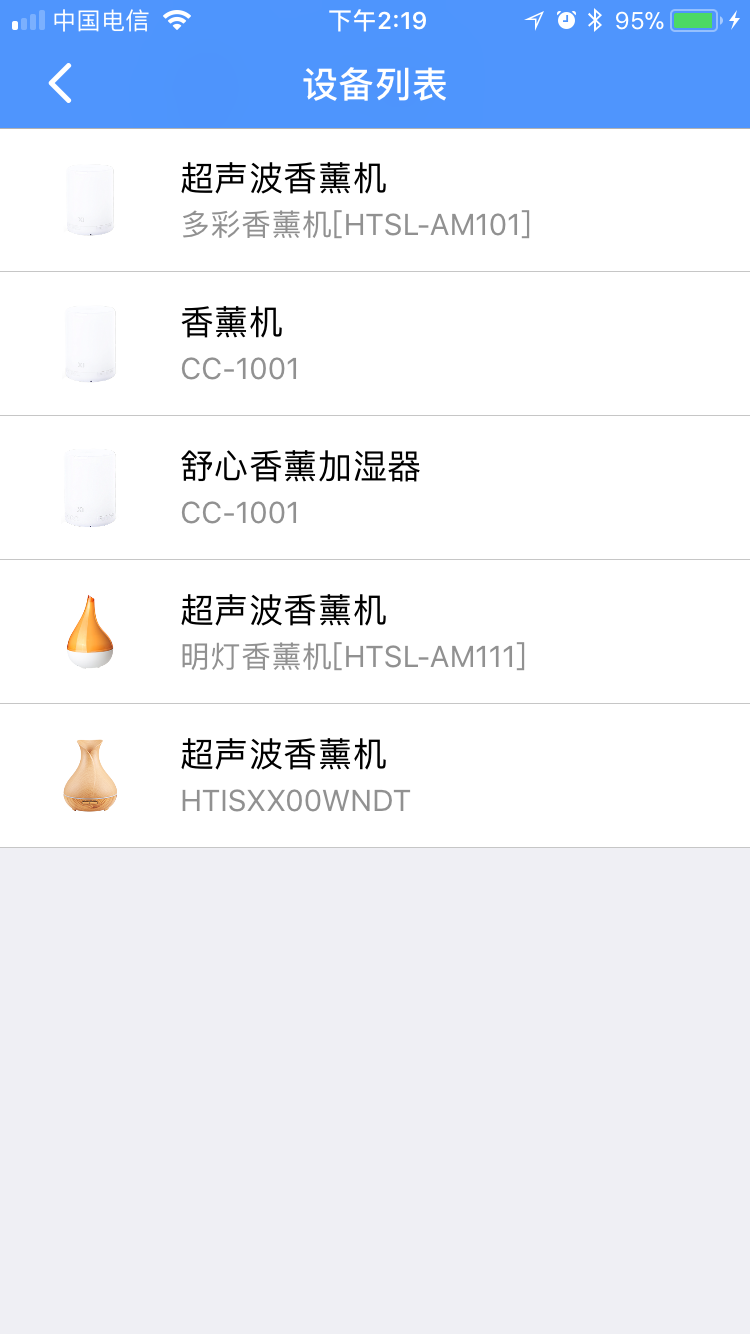 中国电信
下午2:19
95%
设备列表
超声波香薰机
多彩香薰机[HTSL-AM101]
香薰机
CC-1001
舒心香薰加湿器
CC-1001
超声波香薰机
明灯香薰机[HTSL-AM111]
超声波香薰机
HTISXX00WNDT